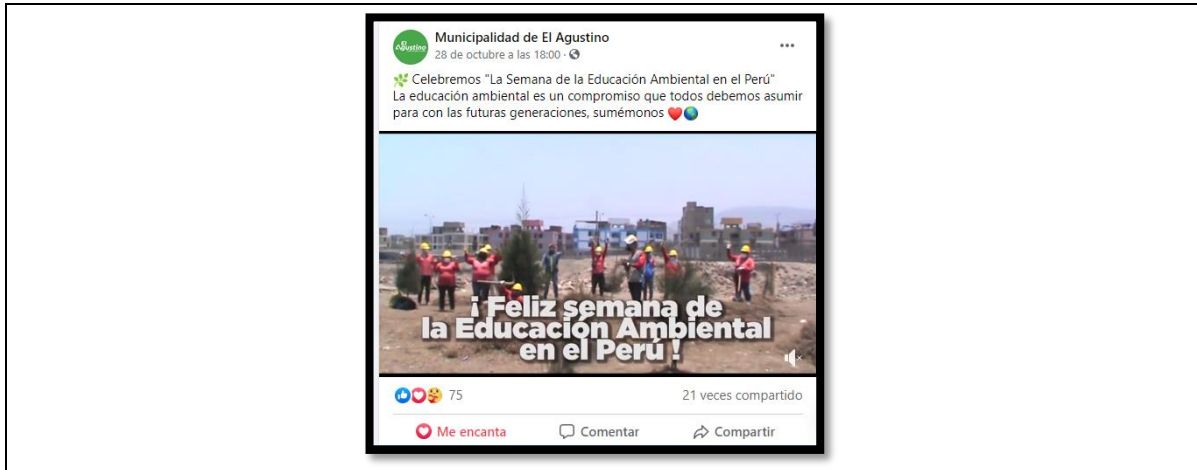 Agustino
Municipalidad de El Agustino
28 de octubre a las 18:00 ·
Celebremos "La Semana de la Educación Ambiental en el Perú"
La educación ambiental es un compromiso que todos debemos asumir
para con las futuras generaciones, sumémonos
¡ Feliz semana de
la Educación Ambiental
en el Perú !
75
21 veces compartido
Me encanta
Comentar
Compartir